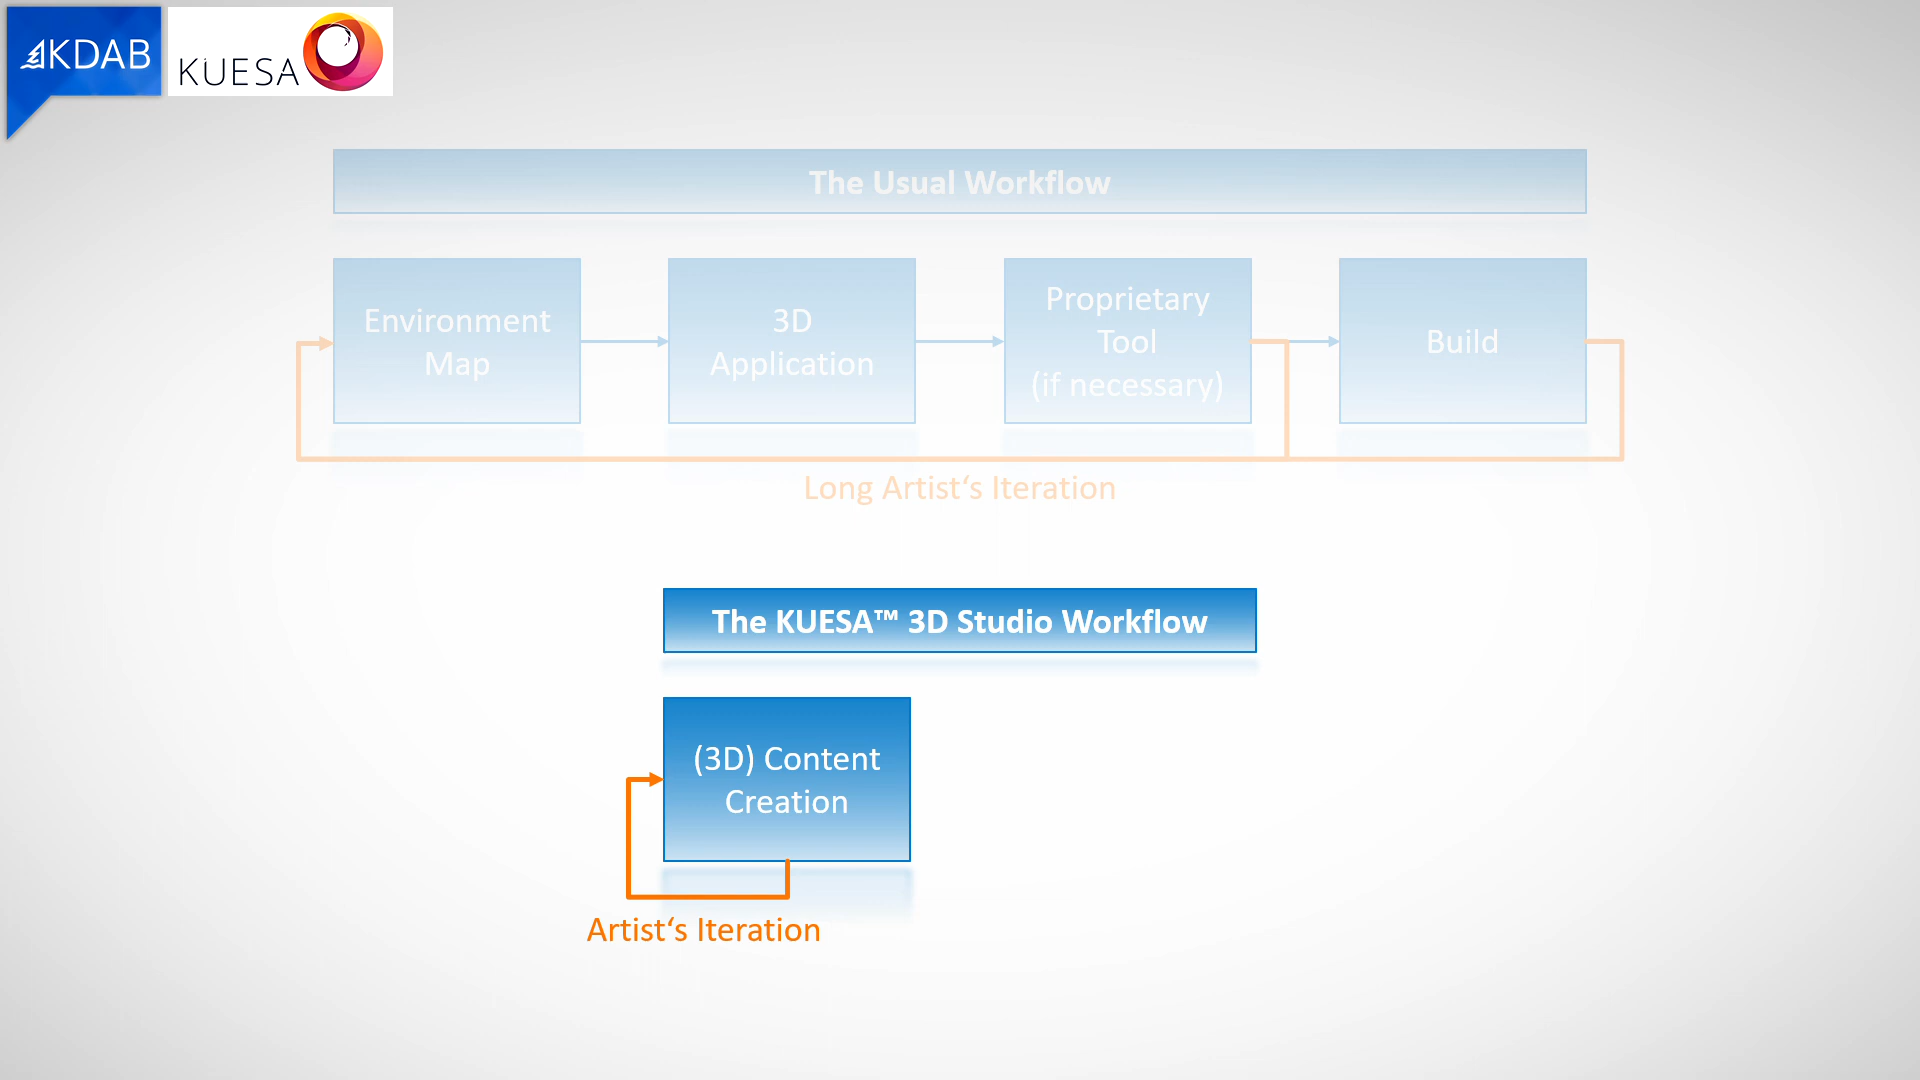 KDAB
KUESA
The Usual Workflow
Environment
Map
3D
Application
Proprietary
Tool
(if necessary)
Build
Long Artist‘s Iteration
The KUESA™ 3D Studio Workflow
(3D) Content
Creation
Artist‘s Iteration